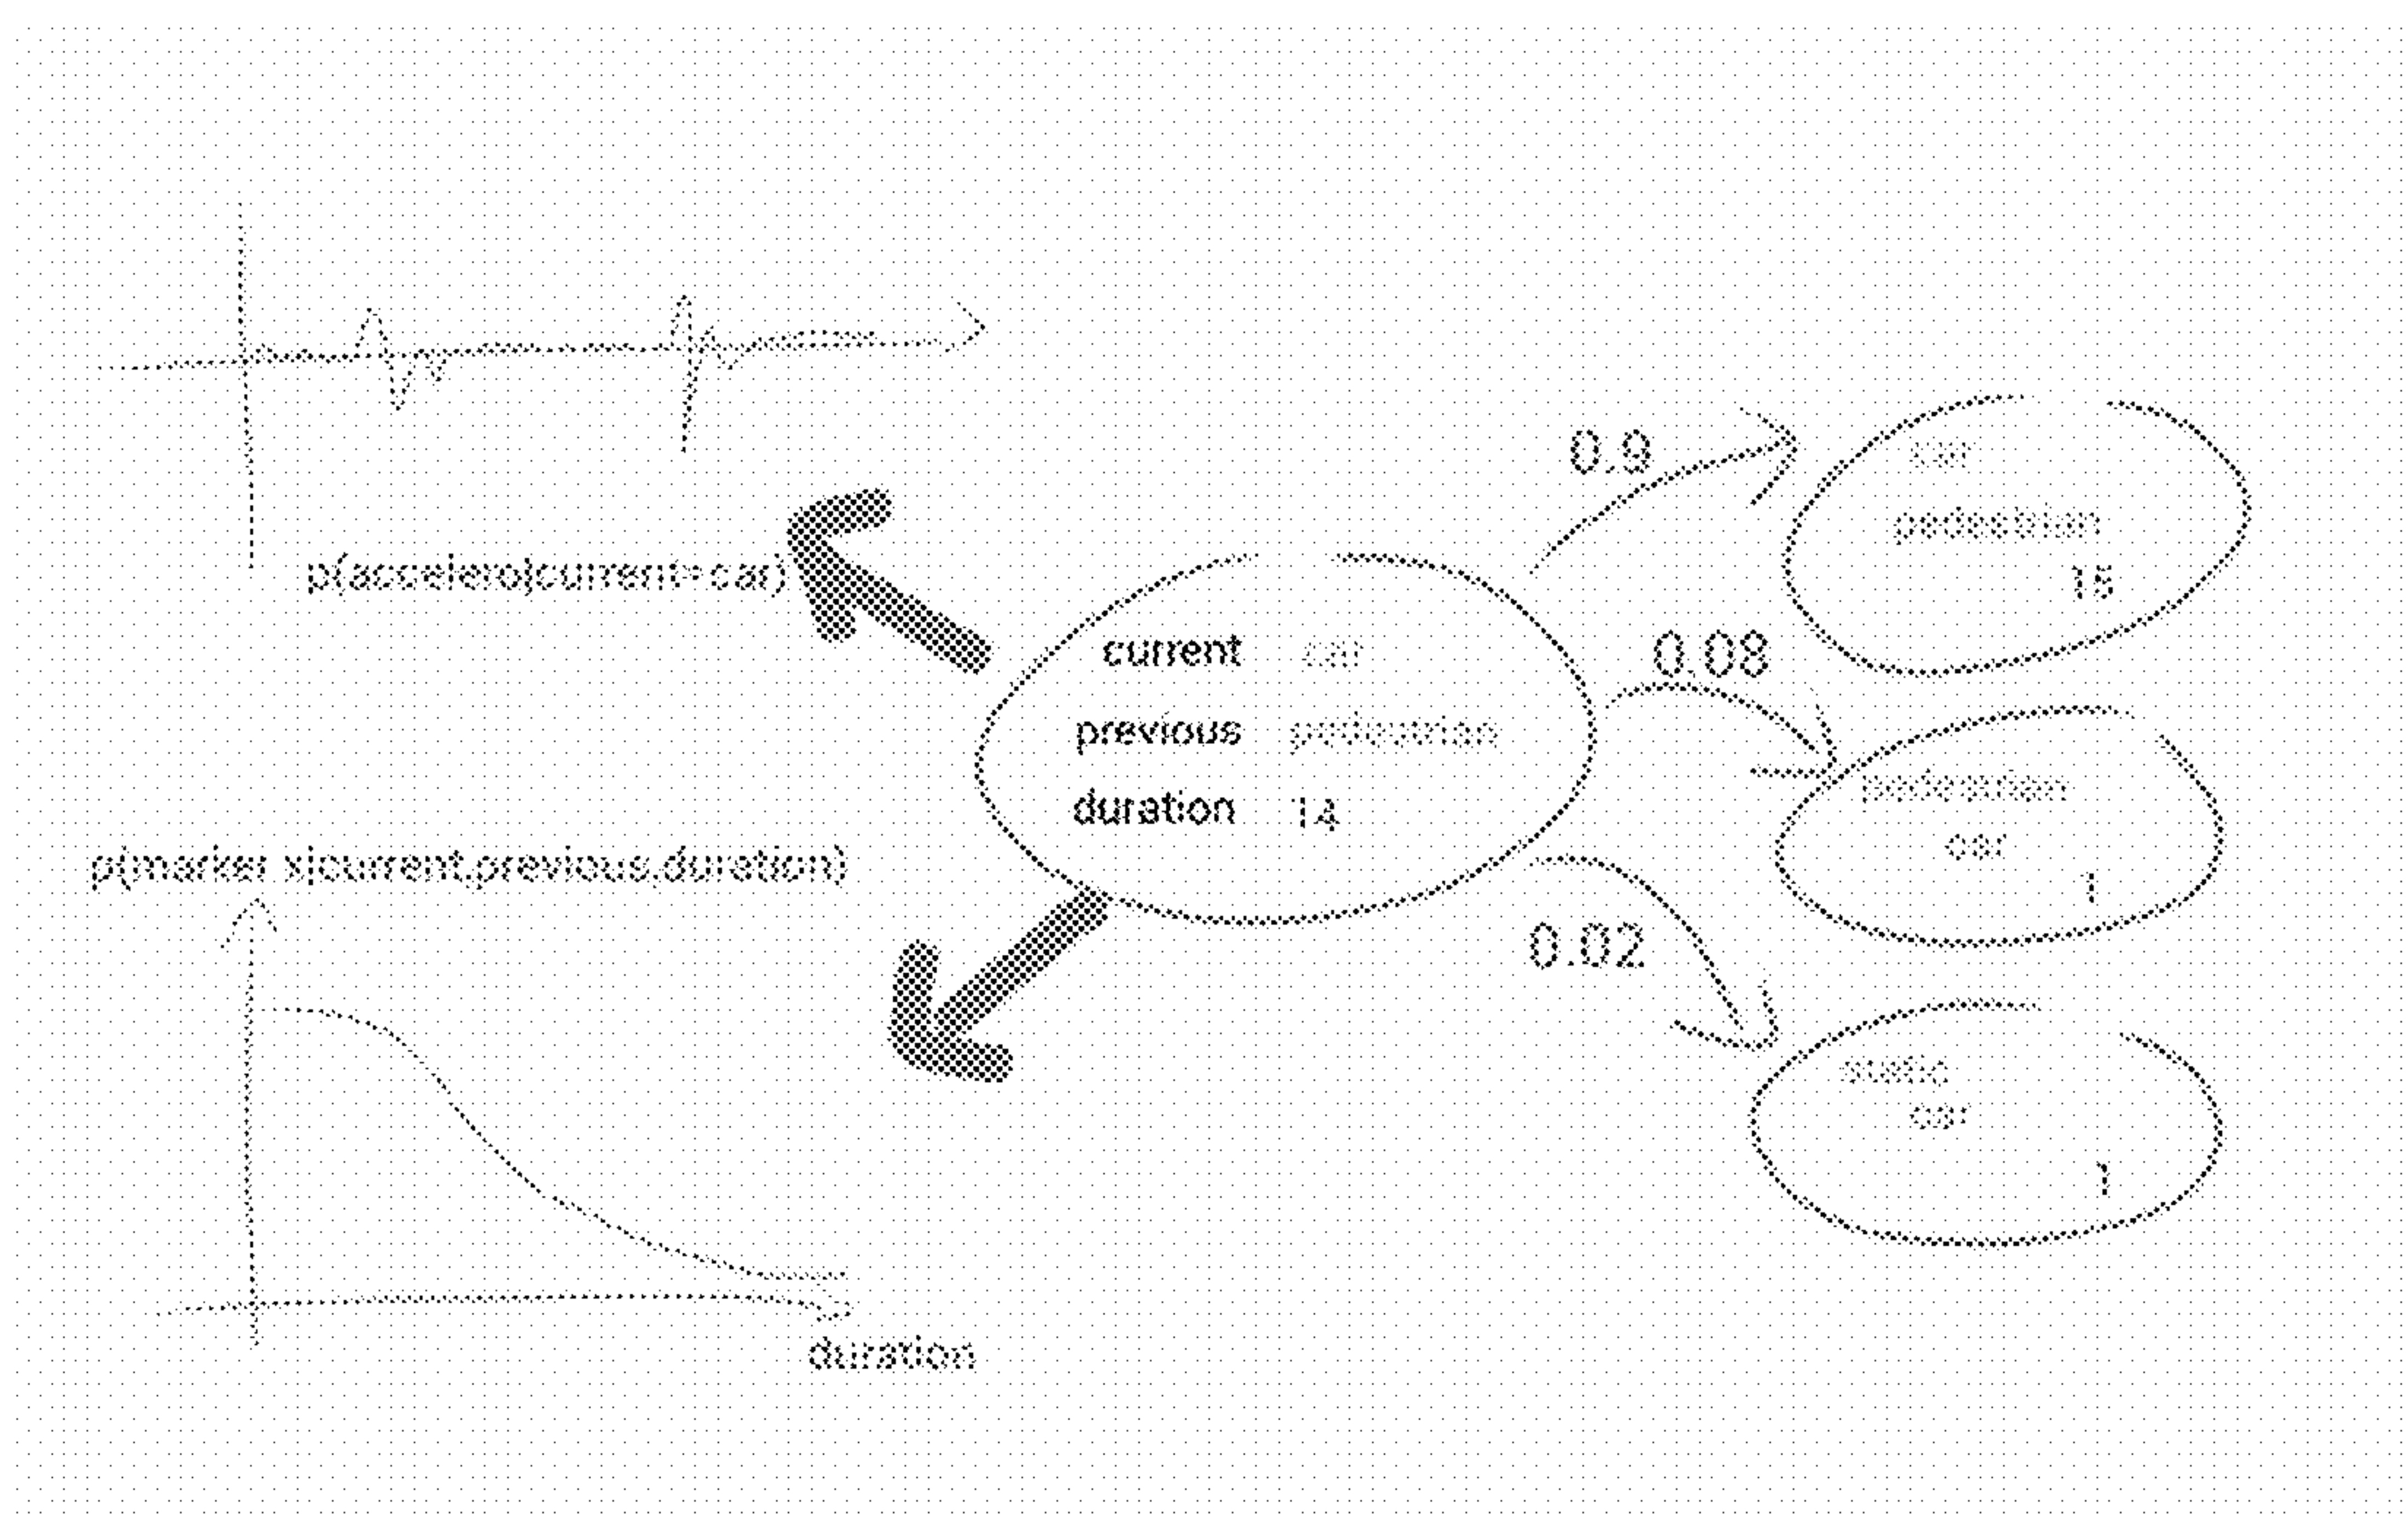 p(accelero|current=car)
p(marker x|current,previous,duration)
duration
current car
previous pedestrian
duration 14
0.9
0.08
0.02
car
pedestrian
15
pedestrian
car
1
static
car
1